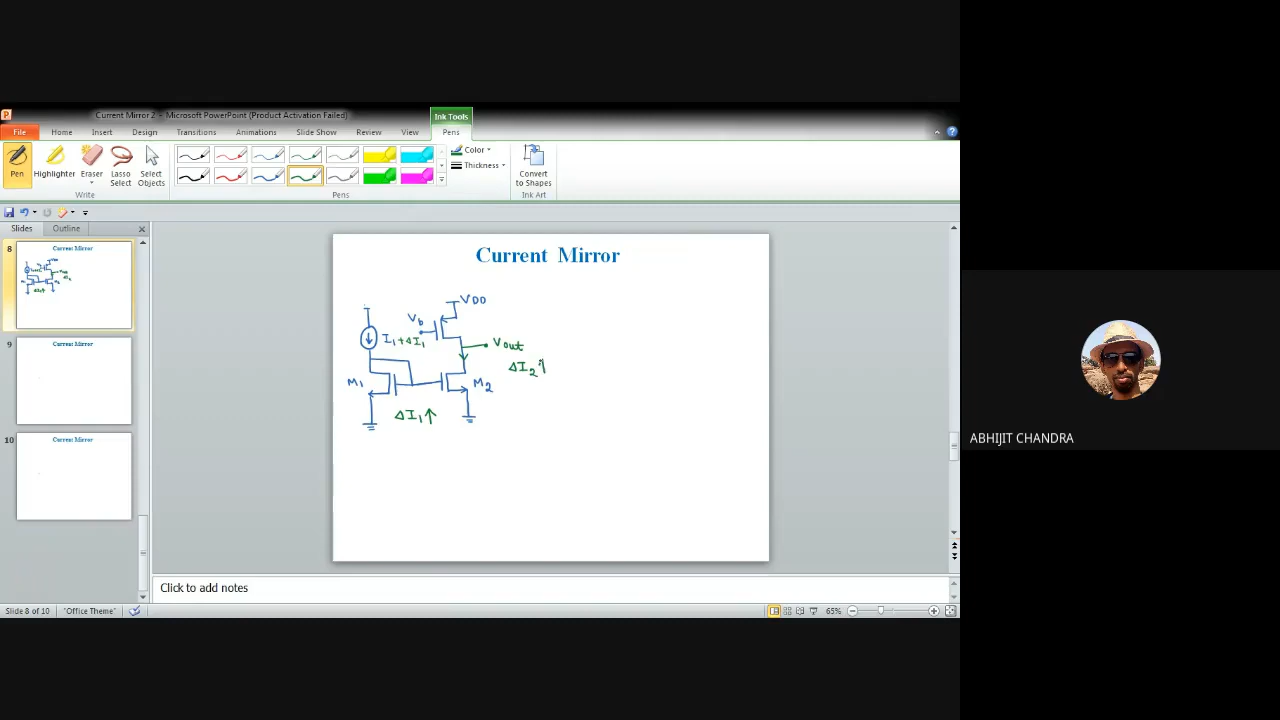 Current Mirror 2 - Microsoft PowerPoint (Product Activation Failed)
Ink Tools
File Home Insert Design Transitions Animations Slide Show Review View Pens
Pen Highlighter Eraser Lasso Select Select Objects
Color
Thickness
Convert to Shapes
Write Pens Ink Art
Slides Outline
8
Current Mirror
9
Current Mirror
10
Current Mirror
Current Mirror
VDD
Vb
I1 + ΔI1
Vout
ΔI2 ↑
M1
M2
ΔI1 ↑
Click to add notes
Slide 8 of 10 "Office Theme" 65%
ABHIJIT CHANDRA